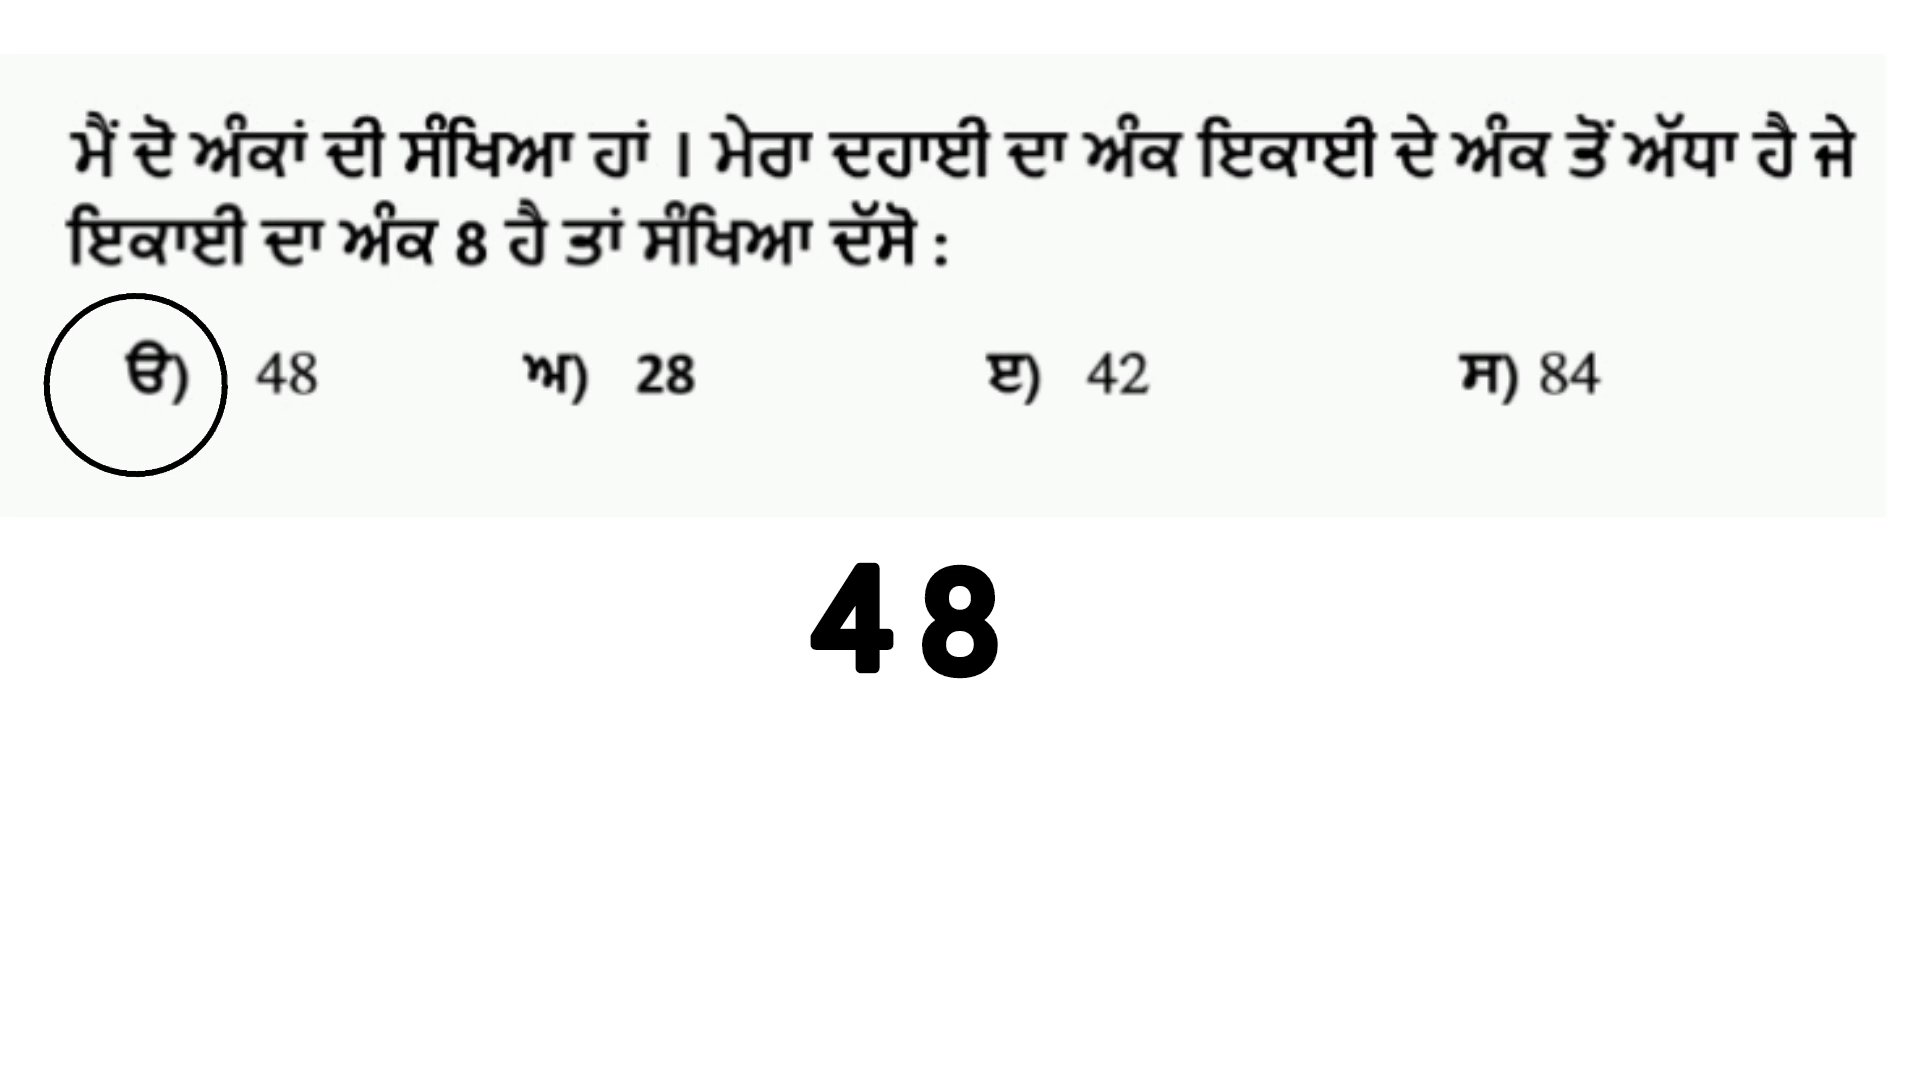 ਮੈਂ ਦੋ ਅੰਕਾਂ ਦੀ ਸੰਖਿਆ ਹਾਂ । ਮੇਰਾ ਦਹਾਈ ਦਾ ਅੰਕ ਇਕਾਈ ਦੇ ਅੰਕ ਤੋਂ ਅੱਧਾ ਹੈ ਜੇ
ਇਕਾਈ ਦਾ ਅੰਕ 8 ਹੈ ਤਾਂ ਸੰਖਿਆ ਦੱਸੋ :
ੳ) 48 ਅ) 28 ੲ) 42 ਸ) 84
48